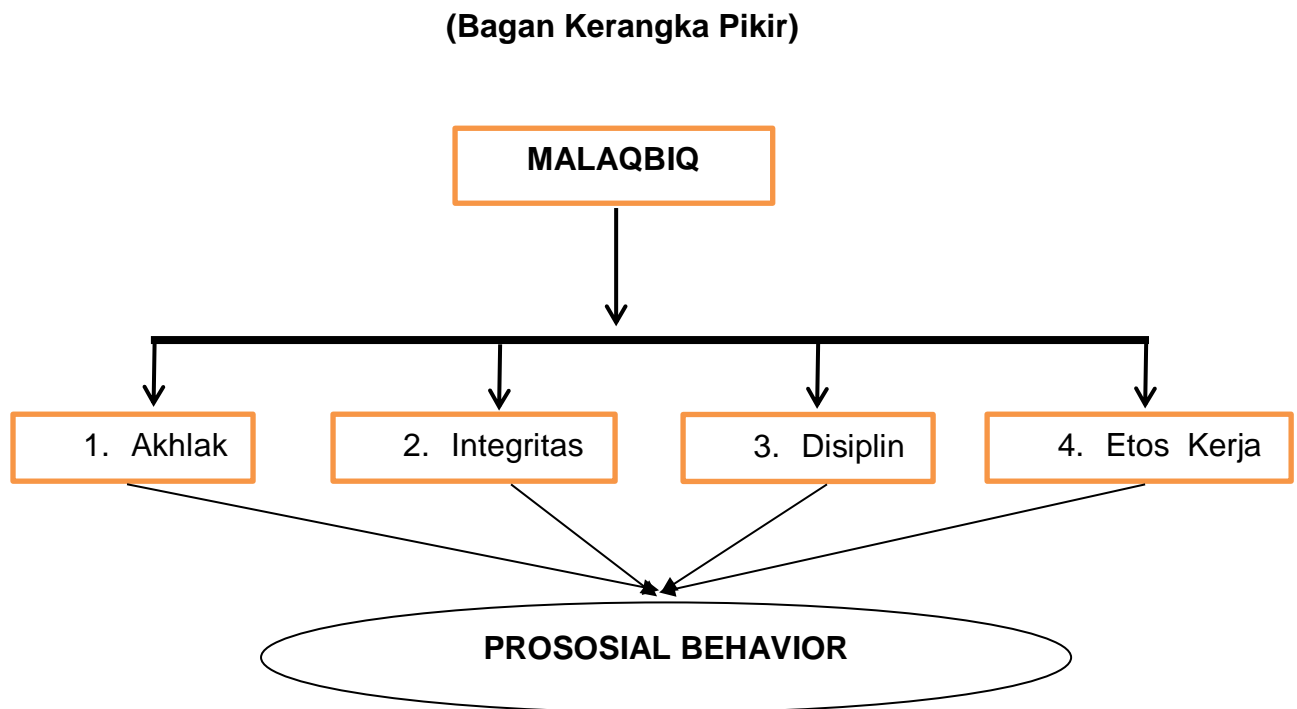 (Bagan Kerangka Pikir)
MALAQBIQ
1. Akhlak
2. Integritas
3. Disiplin
4. Etos Kerja
PROSOSIAL BEHAVIOR